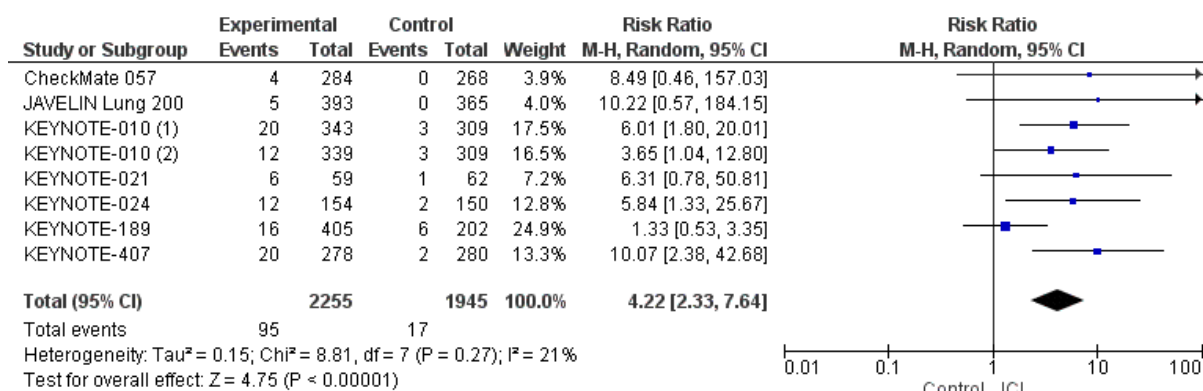 Experimental Control Risk Ratio Risk Ratio
Study or Subgroup Events Total Events Total Weight M-H, Random, 95% CI M-H, Random, 95% CI
CheckMate 057 4 284 0 268 3.9% 8.49 [0.46, 157.03]
JAVELIN Lung 200 5 393 0 365 4.0% 10.22 [0.57, 184.15]
KEYNOTE-010 (1) 20 343 3 309 17.5% 6.01 [1.80, 20.01]
KEYNOTE-010 (2) 12 339 3 309 16.5% 3.65 [1.04, 12.80]
KEYNOTE-021 6 59 1 62 7.2% 6.31 [0.78, 50.81]
KEYNOTE-024 12 154 2 150 12.8% 5.84 [1.33, 25.67]
KEYNOTE-189 16 405 6 202 24.9% 1.33 [0.53, 3.35]
KEYNOTE-407 20 278 2 280 13.3% 10.07 [2.38, 42.68]
Total (95% CI) 2255 1945 100.0% 4.22 [2.33, 7.64]
Total events 95 17
Heterogeneity: Tau² = 0.15; Chi² = 8.81, df = 7 (P = 0.27); I² = 21%
Test for overall effect: Z = 4.75 (P < 0.00001)
0.01 0.1 1 10 100
Control ICI